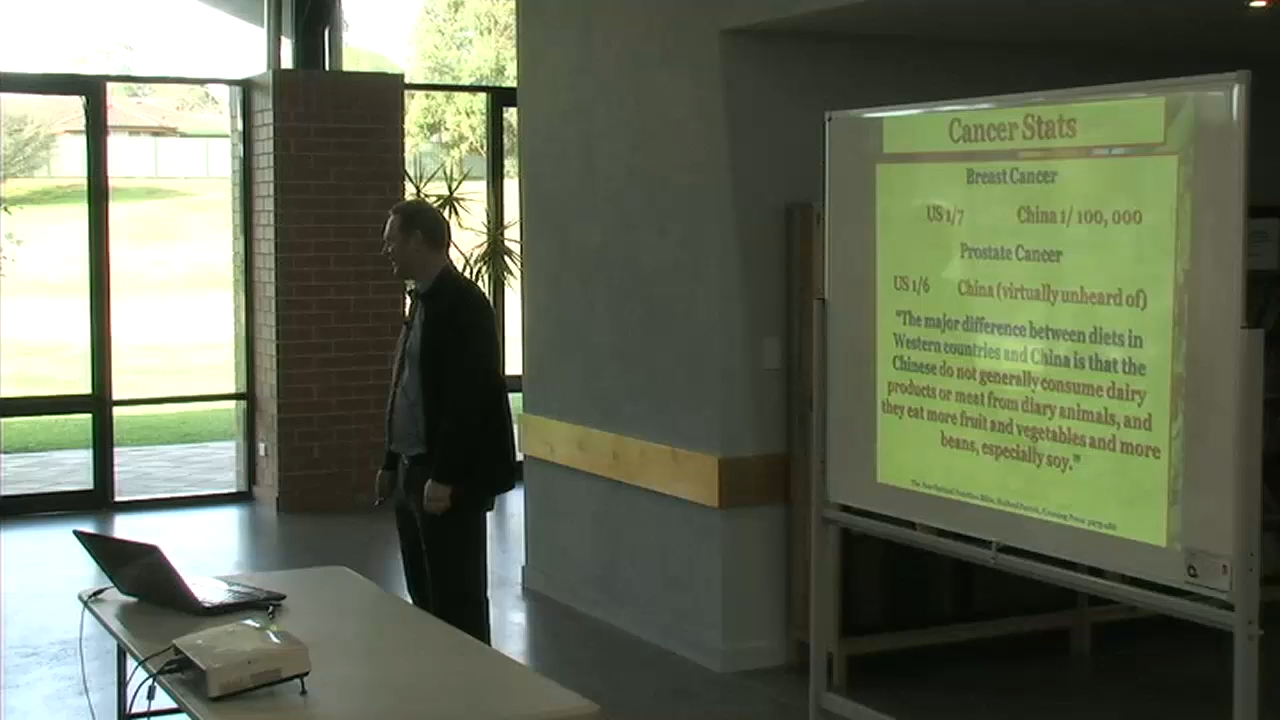 Cancer Stats
Breast Cancer
US 1/7 China 1/ 100, 000
Prostate Cancer
US 1/6 China (virtually unheard of)
"The major difference between diets in
Western countries and China is that the
Chinese do not generally consume dairy
products or meat from diary animals, and
they eat more fruit and vegetables and more
beans, especially soy."